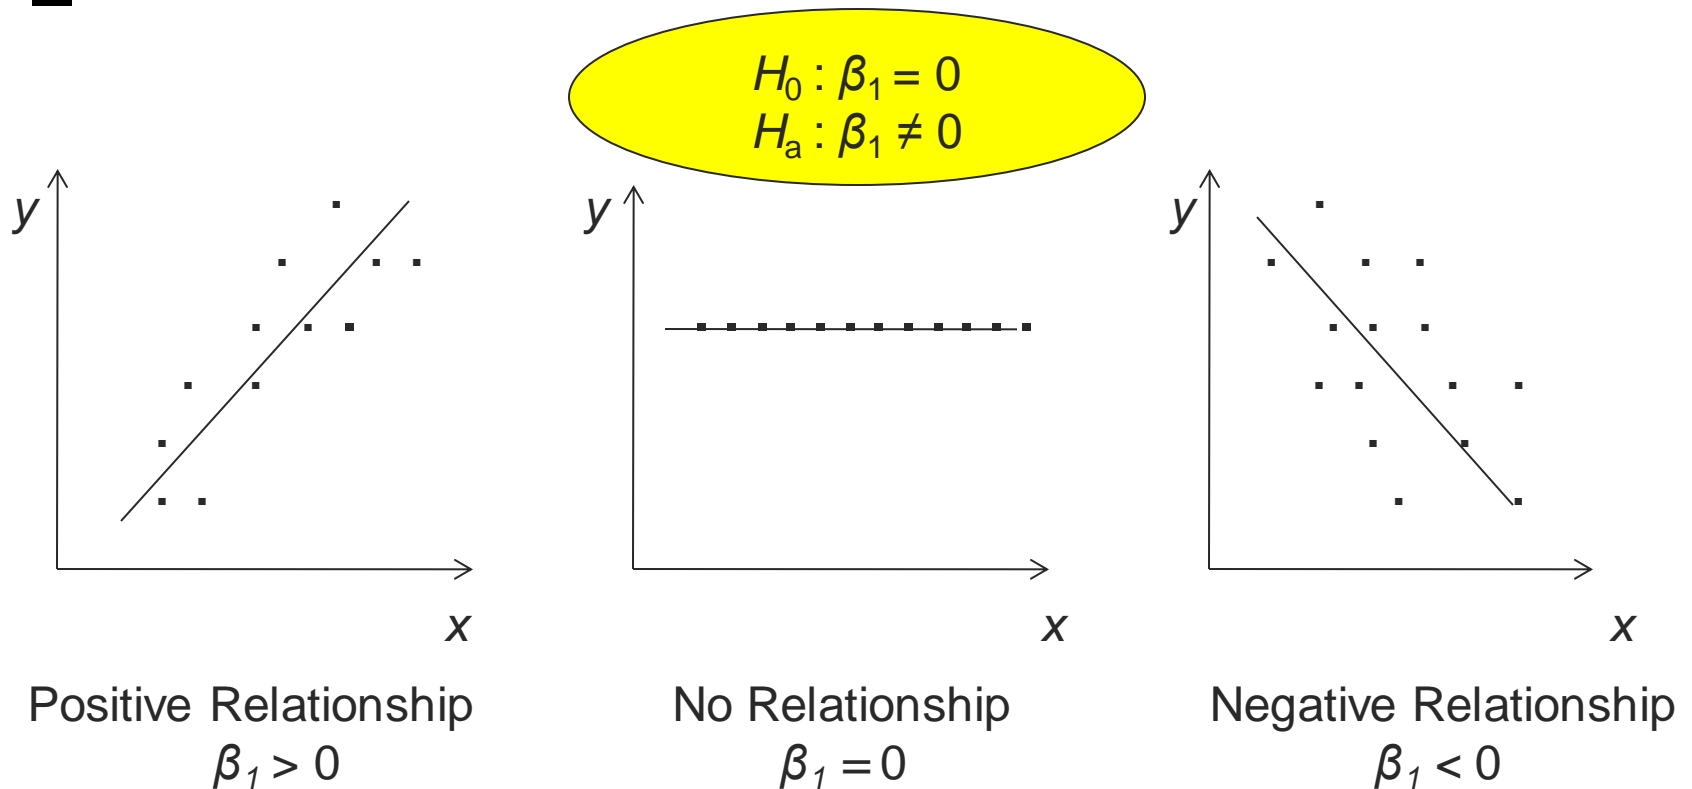 H₀ : β₁ = 0
Hₐ : β₁ ≠ 0
y
x
Positive Relationship
β₁ > 0
y
x
No Relationship
β₁ = 0
y
x
Negative Relationship
β₁ < 0